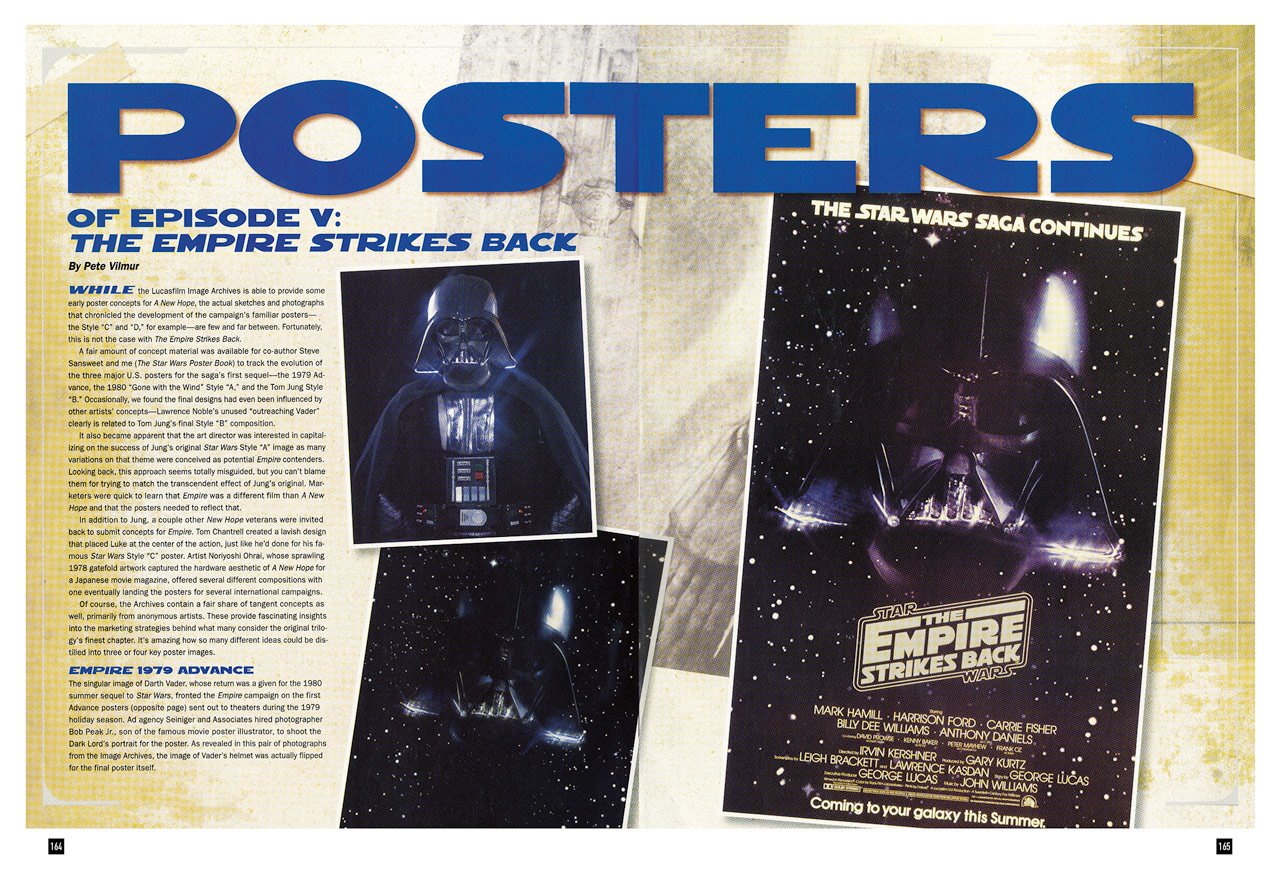 POSTERS
OF EPISODE V:
THE EMPIRE STRIKES BACK
By Pete Vilmur
WHILE the Lucasfilm Image Archives is able to provide some
early poster concepts for A New Hope, the actual sketches and photographs
that chronicled the development of the campaign's familiar posters—
the Style "C" and "D," for example—are few and far between. Fortunately,
this is not the case with The Empire Strikes Back.
A fair amount of concept material was available for co-author Steve
Sansweet and me (The Star Wars Poster Book) to track the evolution of
the three major U.S. posters for the saga's first sequel—the 1979 Ad-
vance, the 1980 "Gone with the Wind" Style "A," and the Tom Jung Style
"B." Occasionally, we found the final designs had even been influenced by
other artists' concepts—Lawrence Noble's unused "outreaching Vader"
clearly is related to Tom Jung's final Style "B" composition.
It also became apparent that the art director was interested in capital-
izing on the success of Jung's original Star Wars Style "A" image as many
variations on that theme were conceived as potential Empire contenders.
Looking back, this approach seems totally misguided, but you can't blame
them for trying to match the transcendent effect of Jung's original. Mar-
keters were quick to learn that Empire was a different film than A New
Hope and that the posters needed to reflect that.
In addition to Jung, a couple other New Hope veterans were invited
back to submit concepts for Empire. Tom Chantrell created a lavish design
that placed Luke at the center of the action, just like he'd done for his fa-
mous Star Wars Style "C" poster. Artist Noriyoshi Ohrai, whose sprawling
1978 gatefold artwork captured the hardware aesthetic of A New Hope for
a Japanese movie magazine, offered several different compositions with
one eventually landing the posters for several international campaigns.
Of course, the Archives contain a fair share of tangent concepts as
well, primarily from anonymous artists. These provide fascinating insights
into the marketing strategies behind what many consider the original trilo-
gy's finest chapter. It's amazing how so many different ideas could be dis-
tilled into three or four key poster images.
EMPIRE 1979 ADVANCE
The singular image of Darth Vader, whose return was a given for the 1980
summer sequel to Star Wars, fronted the Empire campaign on the first
Advance posters (opposite page) sent out to theaters during the 1979
holiday season. Ad agency Seiniger and Associates hired photographer
Bob Peak Jr., son of the famous movie poster illustrator, to shoot the
Dark Lord's portrait for the poster. As revealed in this pair of photographs
from the Image Archives, the image of Vader's helmet was actually flipped
for the final poster itself.
THE STAR WARS SAGA CONTINUES
STAR
THE
EMPIRE
STRIKES BACK
WARS
Starring
MARK HAMILL · HARRISON FORD · CARRIE FISHER
BILLY DEE WILLIAMS · ANTHONY DANIELS
Co-starring DAVID PROWSE · KENNY BAKER · PETER MAYHEW · FRANK OZ
Directed by IRVIN KERSHNER Produced by GARY KURTZ
Screenplay by LEIGH BRACKETT and LAWRENCE KASDAN Story by GEORGE LUCAS
Executive Producer GEORGE LUCAS Music by JOHN WILLIAMS
Coming to your galaxy this Summer.
164
165